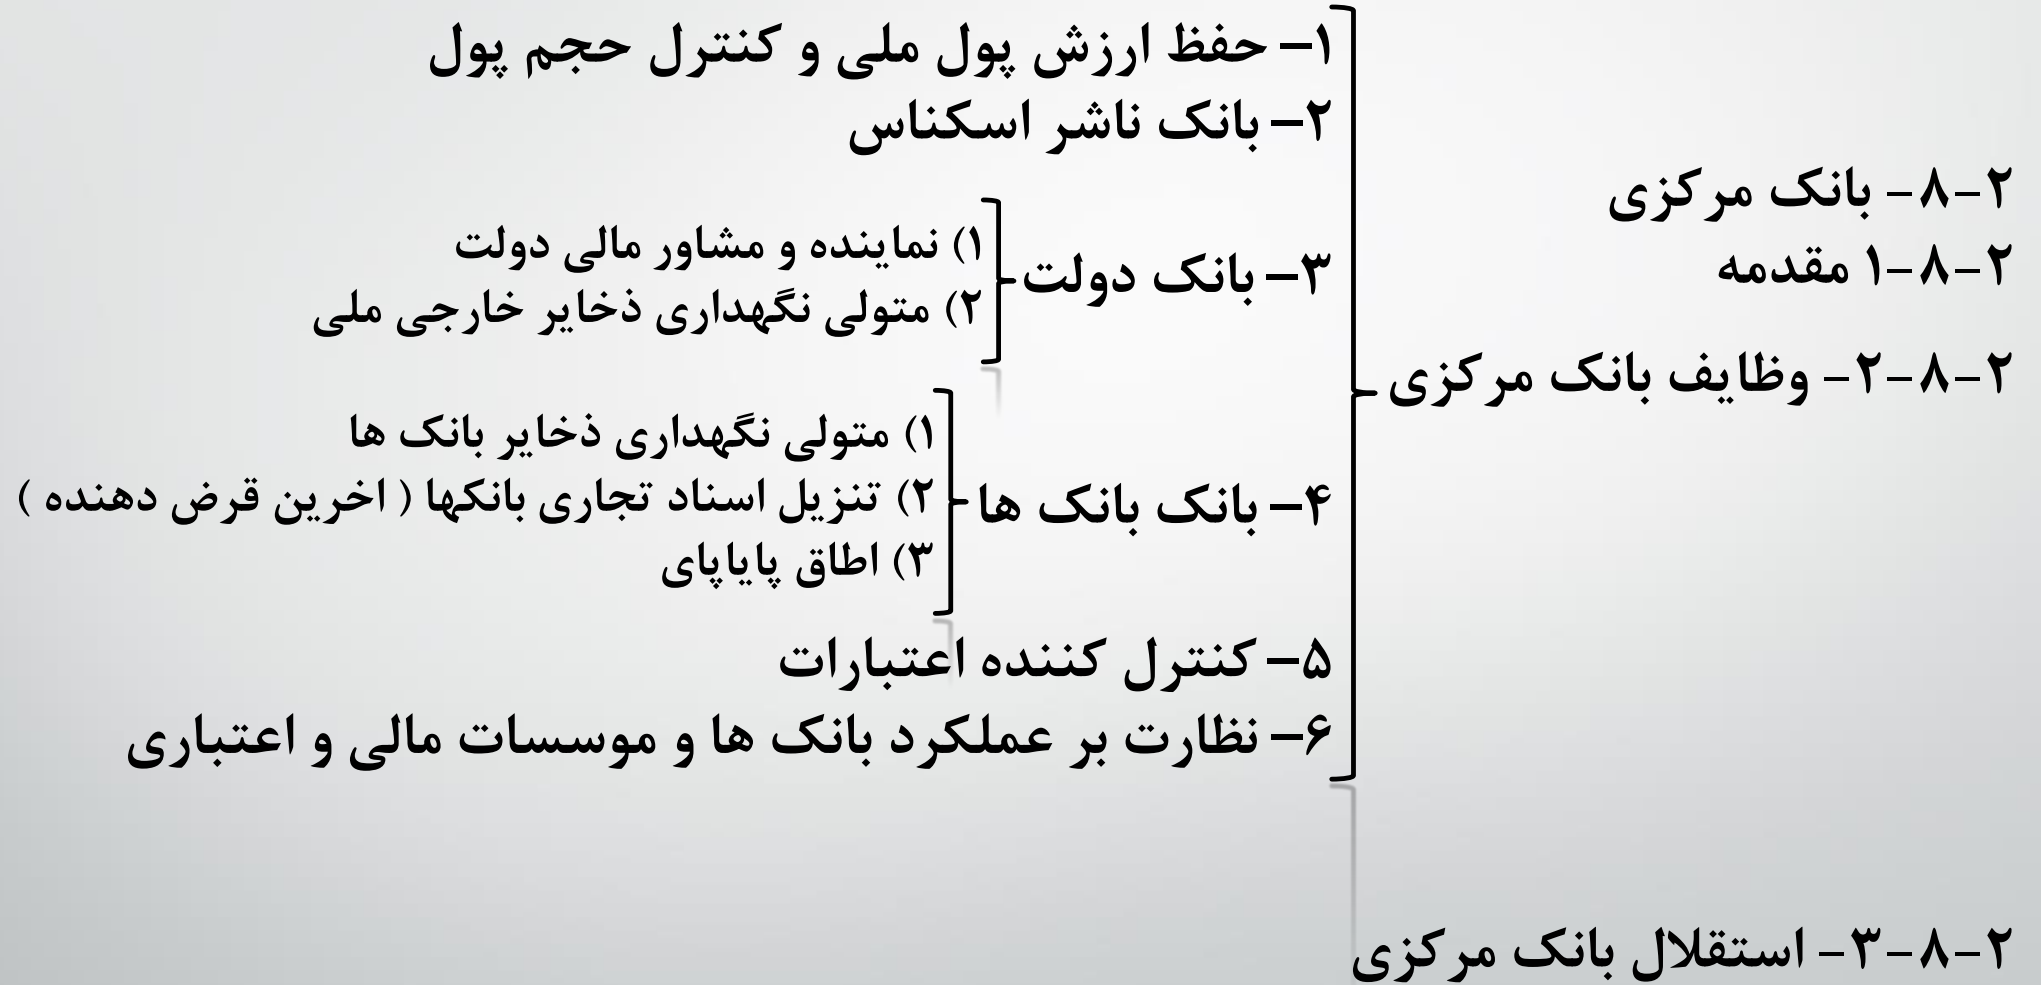 ۲-۸- بانک مرکزی
۲-۸-۱ مقدمه
۲-۸-۲- وظایف بانک مرکزی
۱- حفظ ارزش پول ملی و کنترل حجم پول
۲- بانک ناشر اسکناس
۳- بانک دولت
۱) نماینده و مشاور مالی دولت
۲) متولی نگهداری ذخایر خارجی ملی
۴- بانک بانک ها
۱) متولی نگهداری ذخایر بانک ها
۲) تنزیل اسناد تجاری بانکها ( اخرین قرض دهنده )
۳) اطاق پایاپای
۵- کنترل کننده اعتبارات
۶- نظارت بر عملکرد بانک ها و موسسات مالی و اعتباری
۲-۸-۳- استقلال بانک مرکزی